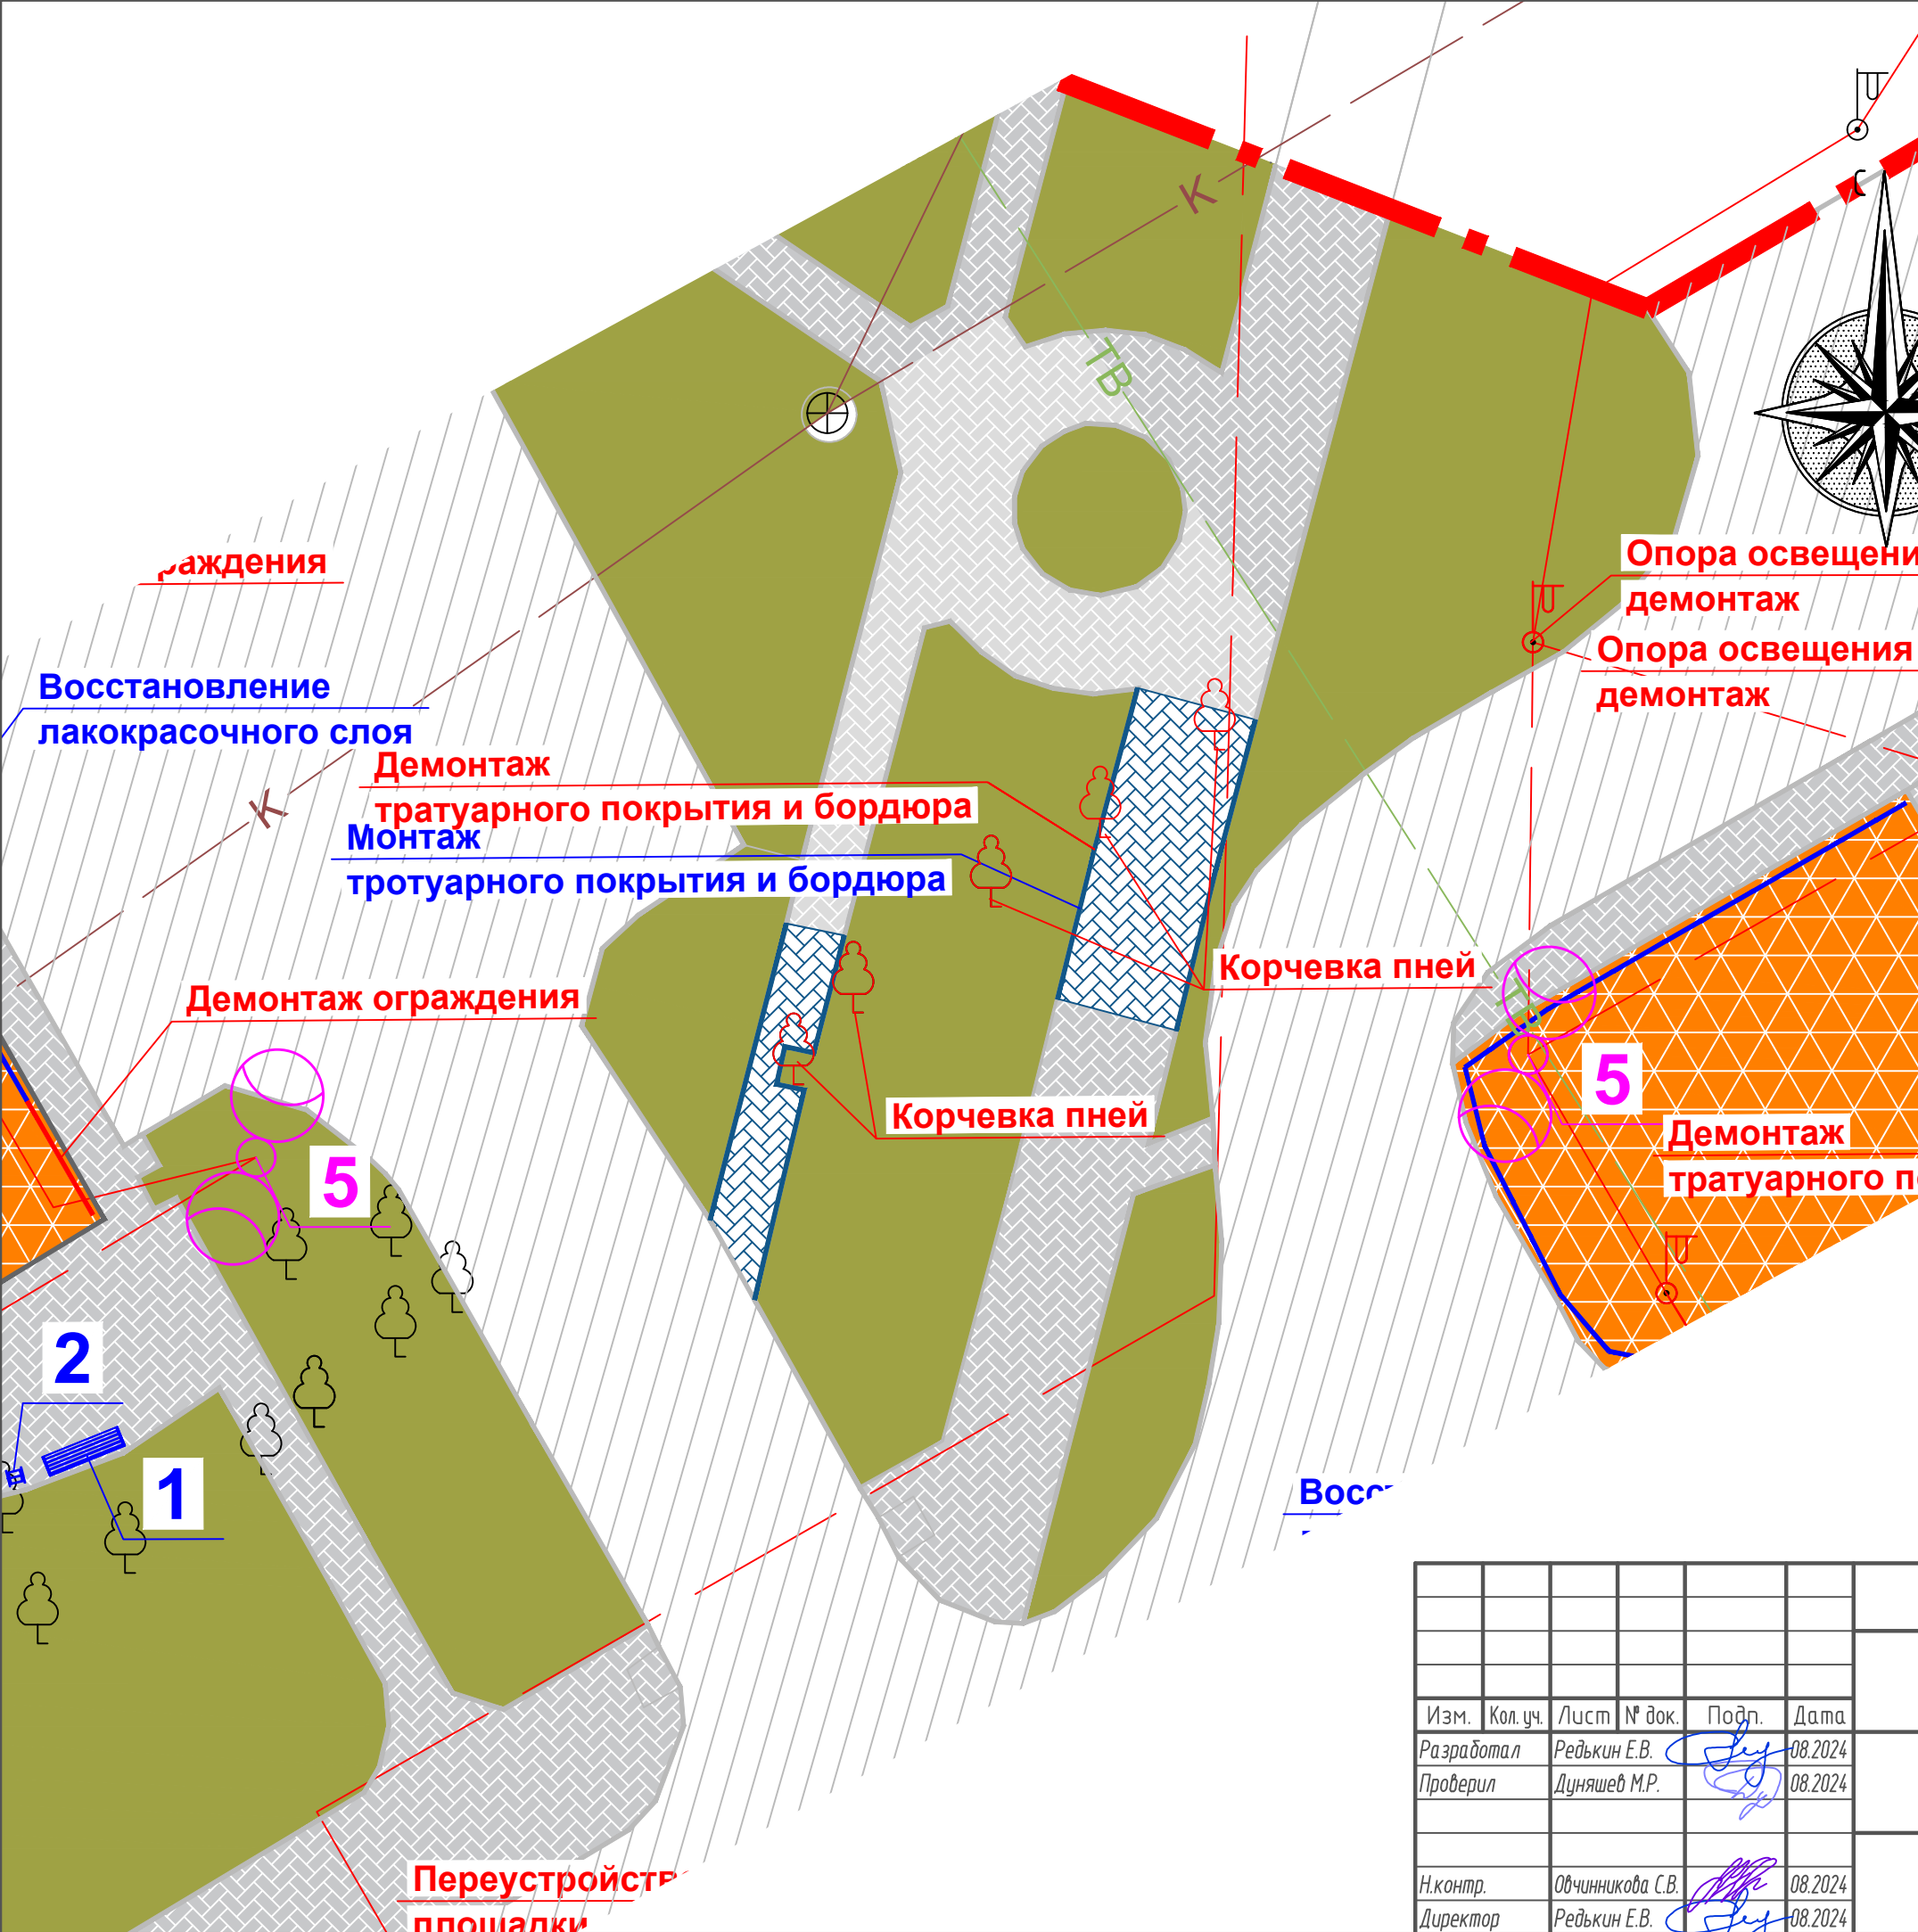 К
ТВ
Опора освещени
демонтаж
Опора освещения
демонтаж
Восстановление
лакокрасочного слоя
К
Демонтаж
тратуарного покрытия и бордюра
Монтаж
тротуарного покрытия и бордюра
Корчевка пней
Демонтаж ограждения
Корчевка пней
5
5
Демонтаж
тратуарного п
2
1
Изм. Кол. уч. Лист № док. Подп. Дата
Разработал Редькин Е.В. 08.2024
Проверил Дуняшев М.Р. 08.2024
Н.контр. Овчинникова С.В. 08.2024
Директор Редькин Е.В. 08.2024
Переустройств
площадки